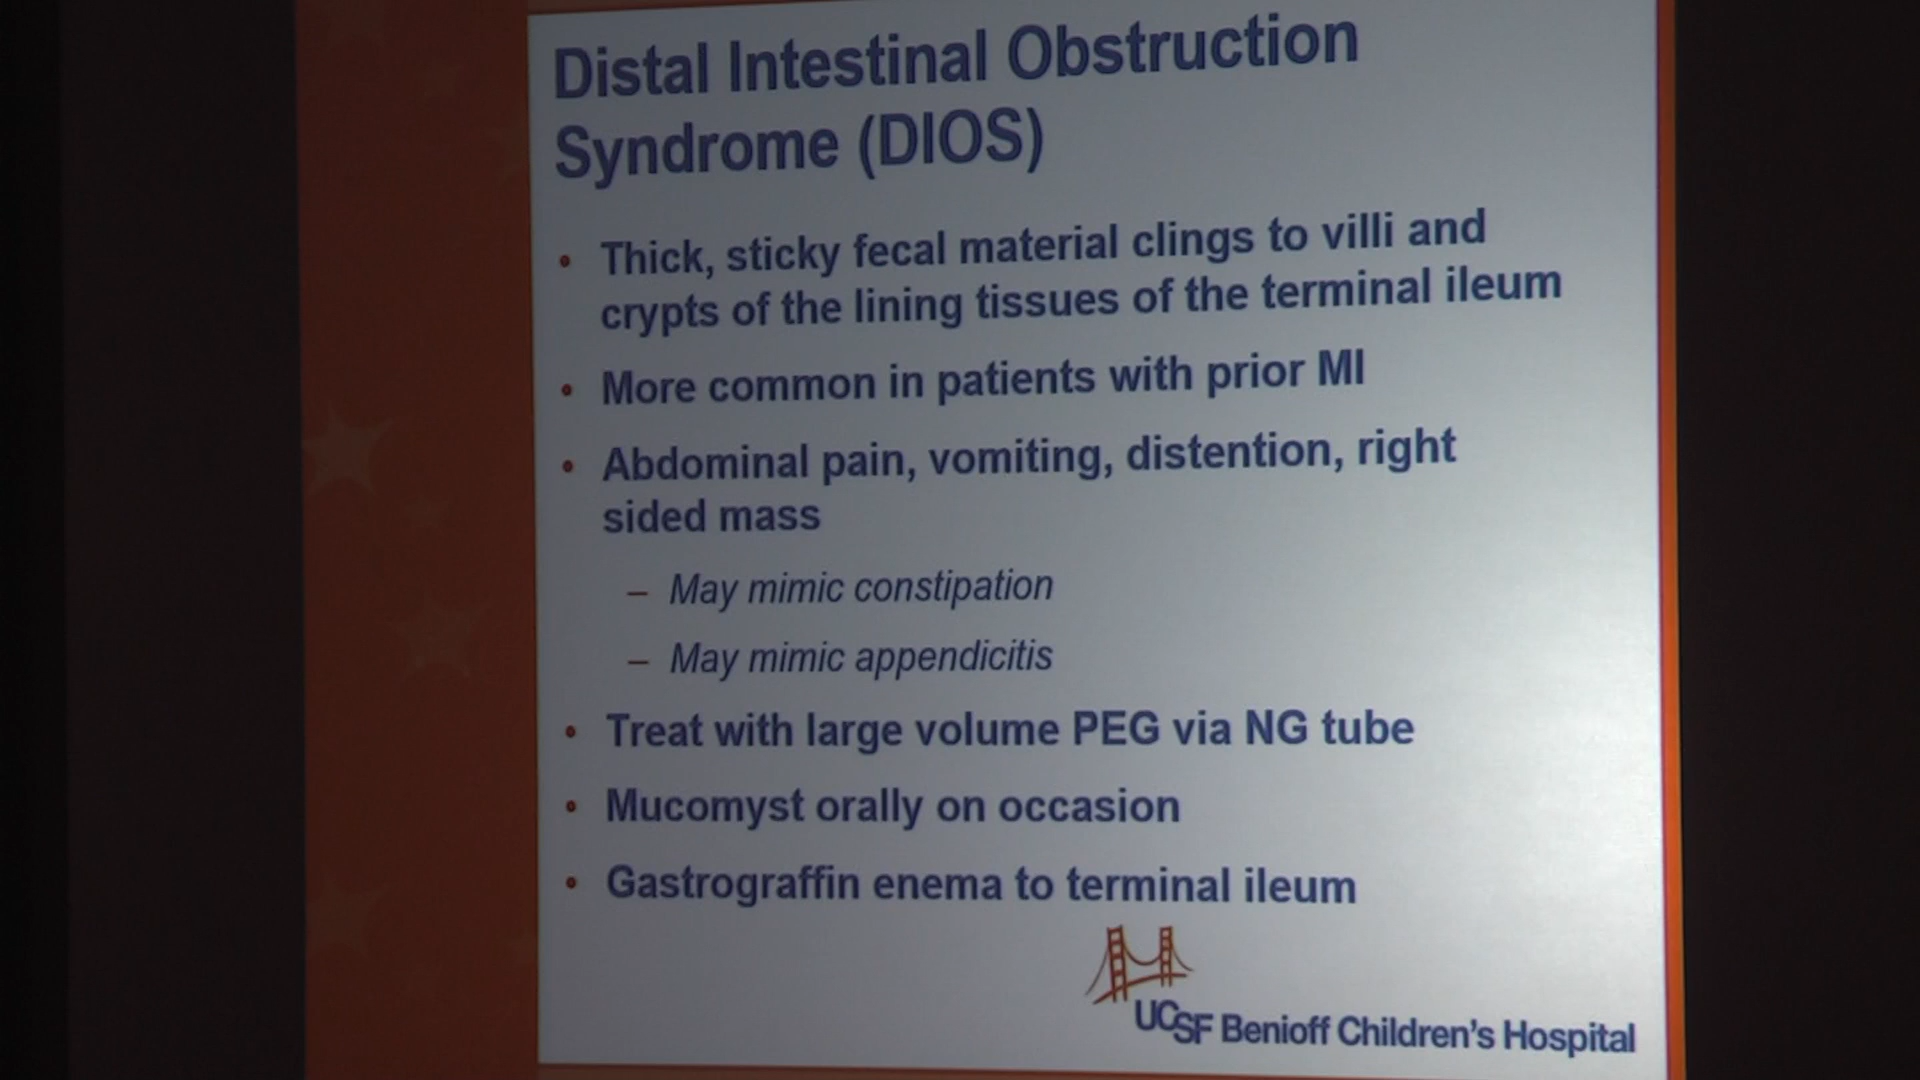 Distal Intestinal Obstruction
Syndrome (DIOS)
• Thick, sticky fecal material clings to villi and
crypts of the lining tissues of the terminal ileum
• More common in patients with prior MI
• Abdominal pain, vomiting, distention, right
sided mass
– May mimic constipation
– May mimic appendicitis
• Treat with large volume PEG via NG tube
• Mucomyst orally on occasion
• Gastrograffin enema to terminal ileum
UCSF Benioff Children's Hospital